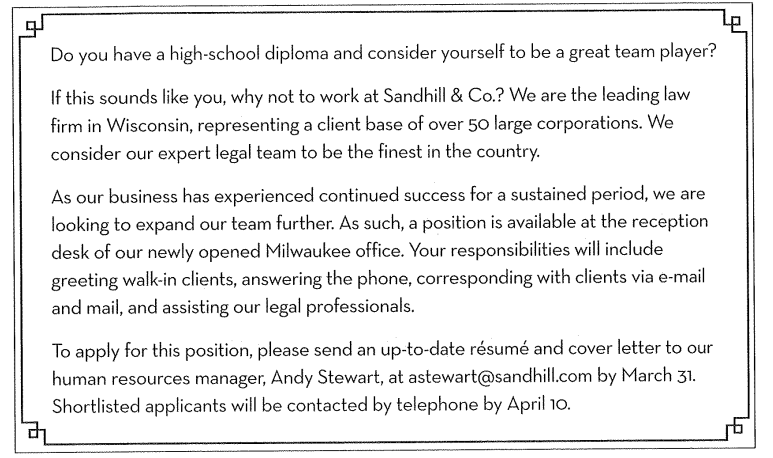 Do you have a high-school diploma and consider yourself to be a great team player?
If this sounds like you, why not to work at Sandhill & Co.? We are the leading law
firm in Wisconsin, representing a client base of over 50 large corporations. We
consider our expert legal team to be the finest in the country.
As our business has experienced continued success for a sustained period, we are
looking to expand our team further. As such, a position is available at the reception
desk of our newly opened Milwaukee office. Your responsibilities will include
greeting walk-in clients, answering the phone, corresponding with clients via e-mail
and mail, and assisting our legal professionals.
To apply for this position, please send an up-to-date résumé and cover letter to our
human resources manager, Andy Stewart, at astewart@sandhill.com by March 31.
Shortlisted applicants will be contacted by telephone by April 10.